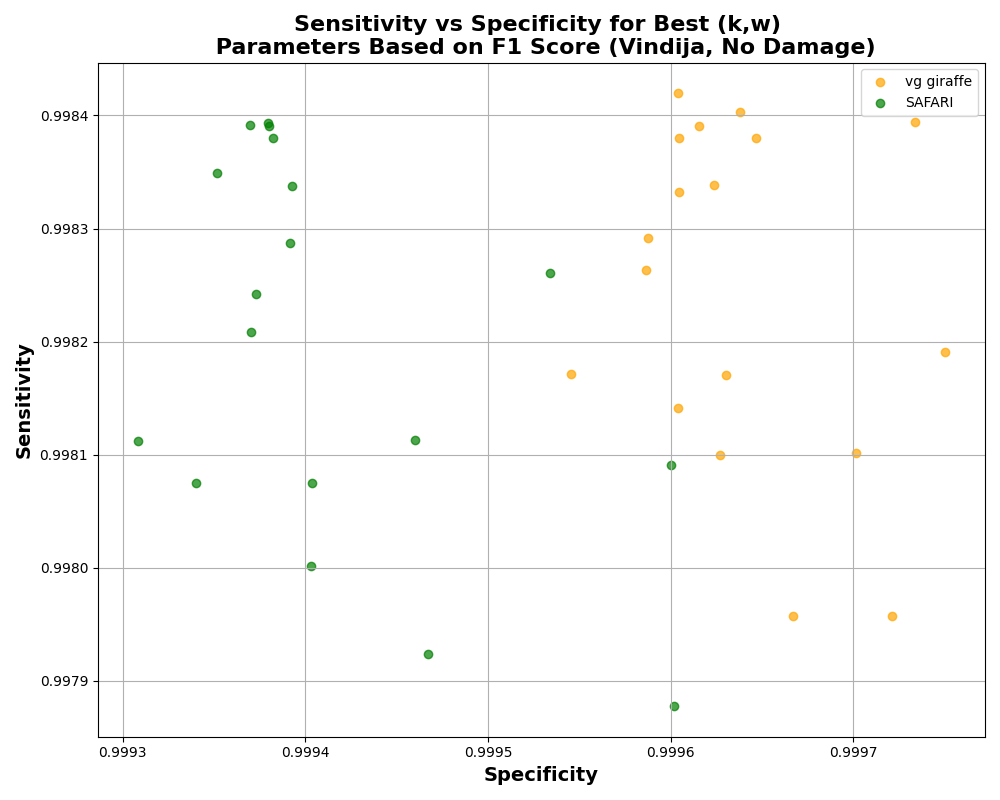 Sensitivity vs Specificity for Best (k,w)
Parameters Based on F1 Score (Vindija, No Damage)
vg giraffe
SAFARI
0.9984
0.9983
0.9982
0.9981
0.9980
0.9979
Sensitivity
0.9993
0.9994
0.9995
0.9996
0.9997
Specificity